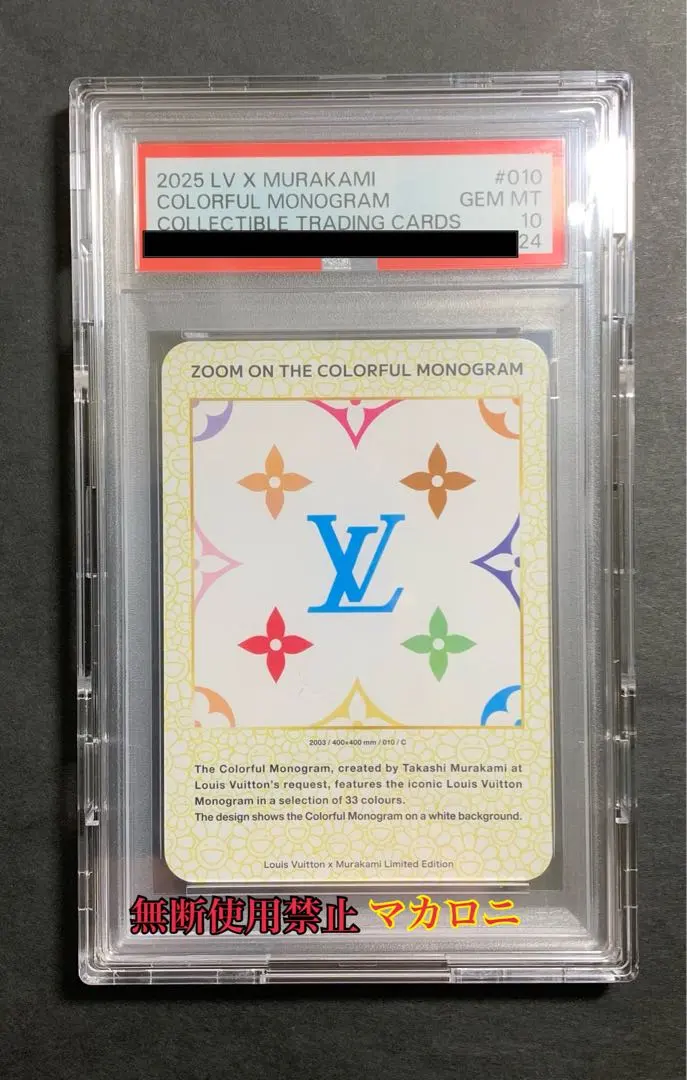 2025 LV X MURAKAMI #010
COLORFUL MONOGRAM GEM MT
COLLECTIBLE TRADING CARDS 10
24
ZOOM ON THE COLORFUL MONOGRAM
LV
2003 / 400×400 mm / 010 / C
The Colorful Monogram, created by Takashi Murakami at
Louis Vuitton's request, features the iconic Louis Vuitton
Monogram in a selection of 33 colours.
The design shows the Colorful Monogram on a white background.
Louis Vuitton x Murakami Limited Edition
無断使用禁止 マカロニ